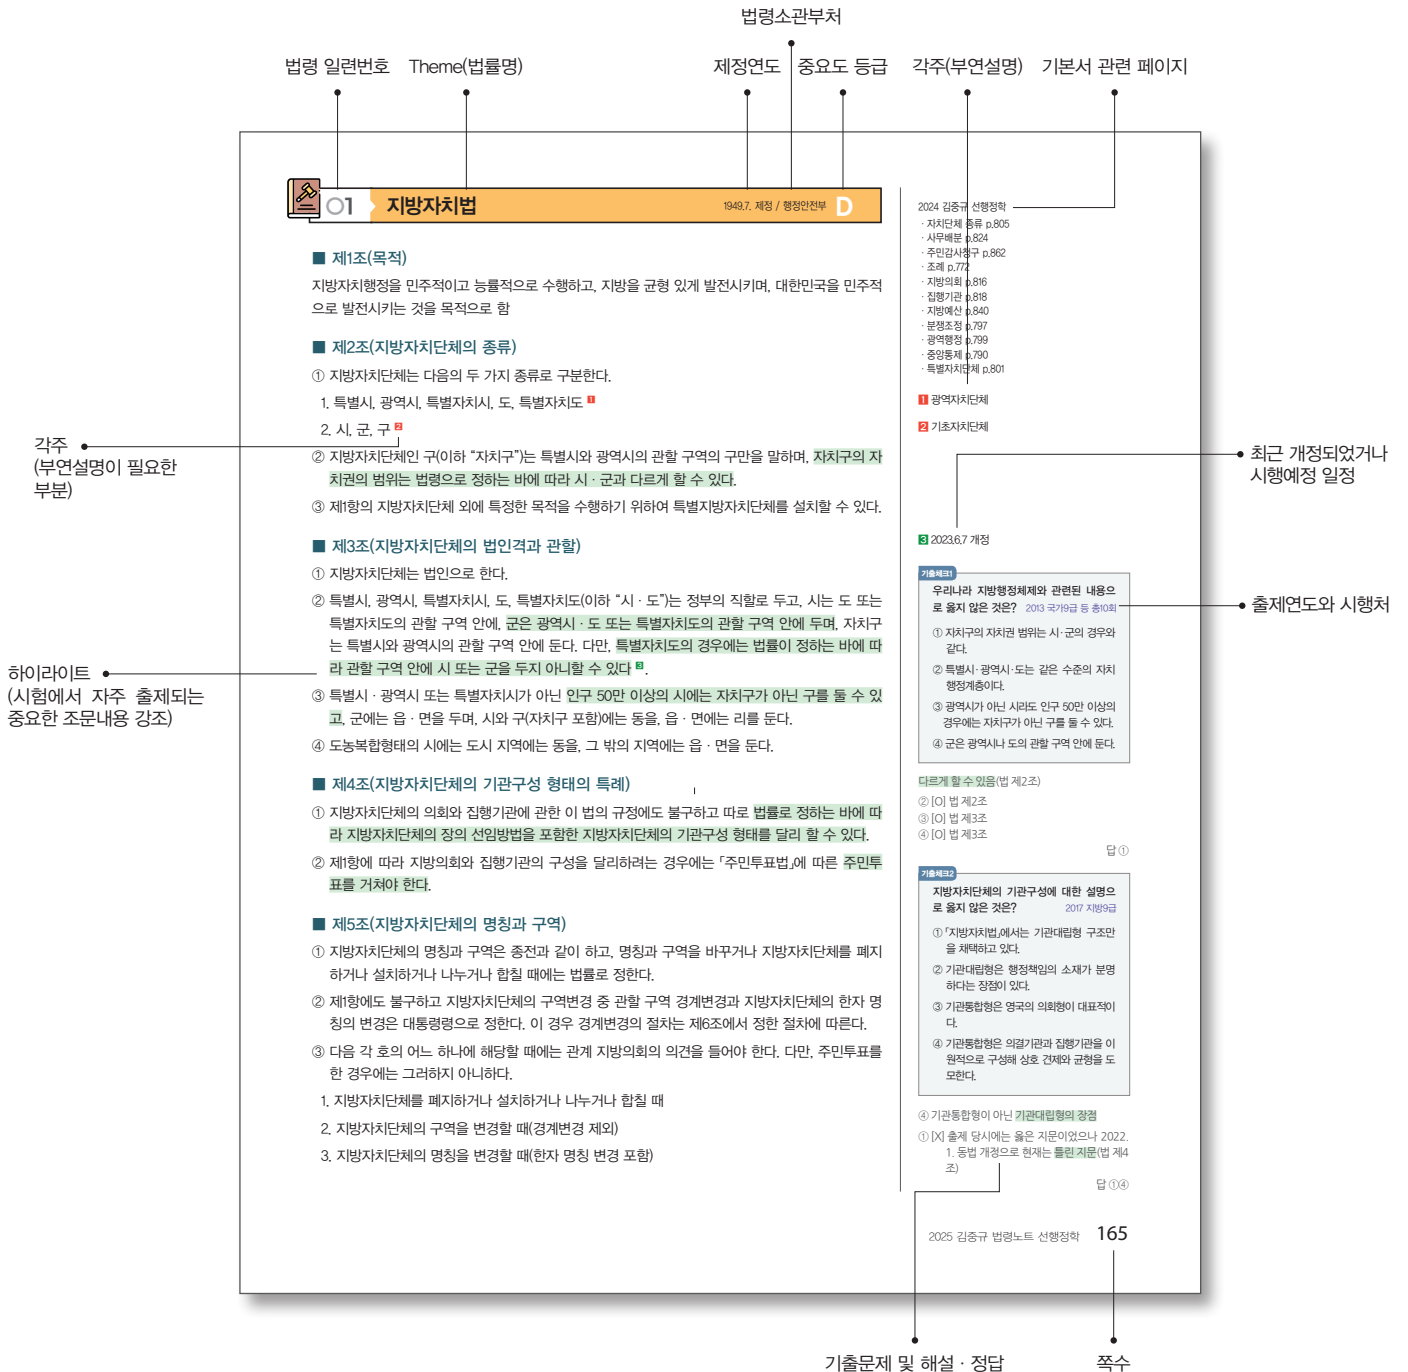 법령소관부처
법령 일련번호 Theme(법률명) 제정연도 중요도 등급 각주(부연설명) 기본서 관련 페이지
01 지방자치법 1949.7. 제정 / 행정안전부 D
■ 제1조(목적)
지방자치행정을 민주적이고 능률적으로 수행하고, 지방을 균형 있게 발전시키며, 대한민국을 민주적
으로 발전시키는 것을 목적으로 함
■ 제2조(지방자치단체의 종류)
① 지방자치단체는 다음의 두 가지 종류로 구분한다.
1. 특별시, 광역시, 특별자치시, 도, 특별자치도 1
2. 시, 군, 구 2
② 지방자치단체인 구(이하 “자치구”)는 특별시와 광역시의 관할 구역의 구만을 말하며, 자치구의 자
치권의 범위는 법령으로 정하는 바에 따라 시 · 군과 다르게 할 수 있다.
③ 제1항의 지방자치단체 외에 특정한 목적을 수행하기 위하여 특별지방자치단체를 설치할 수 있다.
■ 제3조(지방자치단체의 법인격과 관할)
① 지방자치단체는 법인으로 한다.
② 특별시, 광역시, 특별자치시, 도, 특별자치도(이하 “시 · 도”)는 정부의 직할로 두고, 시는 도 또는
특별자치도의 관할 구역 안에, 군은 광역시 · 도 또는 특별자치도의 관할 구역 안에 두며, 자치구
는 특별시와 광역시의 관할 구역 안에 둔다. 다만, 특별자치도의 경우에는 법률이 정하는 바에 따
라 관할 구역 안에 시 또는 군을 두지 아니할 수 있다 3.
③ 특별시 · 광역시 또는 특별자치시가 아닌 인구 50만 이상의 시에는 자치구가 아닌 구를 둘 수 있
고, 군에는 읍 · 면을 두며, 시와 구(자치구 포함)에는 동을, 읍 · 면에는 리를 둔다.
④ 도농복합형태의 시에는 도시 지역에는 동을, 그 밖의 지역에는 읍 · 면을 둔다.
■ 제4조(지방자치단체의 기관구성 형태의 특례)
① 지방자치단체의 의회와 집행기관에 관한 이 법의 규정에도 불구하고 따로 법률로 정하는 바에 따
라 지방자치단체의 장의 선임방법을 포함한 지방자치단체의 기관구성 형태를 달리 할 수 있다.
② 제1항에 따라 지방의회와 집행기관의 구성을 달리하려는 경우에는 「주민투표법」에 따른 주민투
표를 거쳐야 한다.
■ 제5조(지방자치단체의 명칭과 구역)
① 지방자치단체의 명칭과 구역은 종전과 같이 하고, 명칭과 구역을 바꾸거나 지방자치단체를 폐지
하거나 설치하거나 나누거나 합칠 때에는 법률로 정한다.
② 제1항에도 불구하고 지방자치단체의 구역변경 중 관할 구역 경계변경과 지방자치단체의 한자 명
칭의 변경은 대통령령으로 정한다. 이 경우 경계변경의 절차는 제6조에서 정한 절차에 따른다.
③ 다음 각 호의 어느 하나에 해당할 때에는 관계 지방의회의 의견을 들어야 한다. 다만, 주민투표를
한 경우에는 그러하지 아니하다.
1. 지방자치단체를 폐지하거나 설치하거나 나누거나 합칠 때
2. 지방자치단체의 구역을 변경할 때(경계변경 제외)
3. 지방자치단체의 명칭을 변경할 때(한자 명칭 변경 포함)
2024 김중규 선행정학
· 자치단체 종류 p.805
· 사무배분 p.824
· 주민감사청구 p.862
· 조례 p.772
· 지방의회 p.816
· 집행기관 p.818
· 지방예산 p.840
· 분쟁조정 p.797
· 광역행정 p.799
· 중앙통제 p.790
· 특별자치단체 p.801
1 광역자치단체
2 기초자치단체
3 2023.6.7 개정
기출체크1
우리나라 지방행정체제와 관련된 내용으
로 옳지 않은 것은? 2013 국가9급 등 총10회
① 자치구의 자치권 범위는 시·군의 경우와
같다.
② 특별시·광역시·도는 같은 수준의 자치
행정계층이다.
③ 광역시가 아닌 시라도 인구 50만 이상의
경우에는 자치구가 아닌 구를 둘 수 있다.
④ 군은 광역시나 도의 관할 구역 안에 둔다.
다르게 할 수 있음(법 제2조)
② [O] 법 제2조
③ [O] 법 제3조
④ [O] 법 제3조
답 ①
기출체크2
지방자치단체의 기관구성에 대한 설명으
로 옳지 않은 것은? 2017 지방9급
① 「지방자치법」에서는 기관대립형 구조만
을 채택하고 있다.
② 기관대립형은 행정책임의 소재가 분명
하다는 장점이 있다.
③ 기관통합형은 영국의 의회형이 대표적이
다.
④ 기관통합형은 의결기관과 집행기관을 이
원적으로 구성해 상호 견제와 균형을 도
모한다.
④ 기관통합형이 아닌 기관대립형의 장점
① [X] 출제 당시에는 옳은 지문이었으나 2022.
1. 동법 개정으로 현재는 틀린 지문(법 제4
조)
답 ①④
2025 김중규 법령노트 선행정학 165
각주
(부연설명이 필요한
부분)
하이라이트
(시험에서 자주 출제되는
중요한 조문내용 강조)
최근 개정되었거나
시행예정 일정
출제연도와 시행처
기출문제 및 해설 · 정답 쪽수